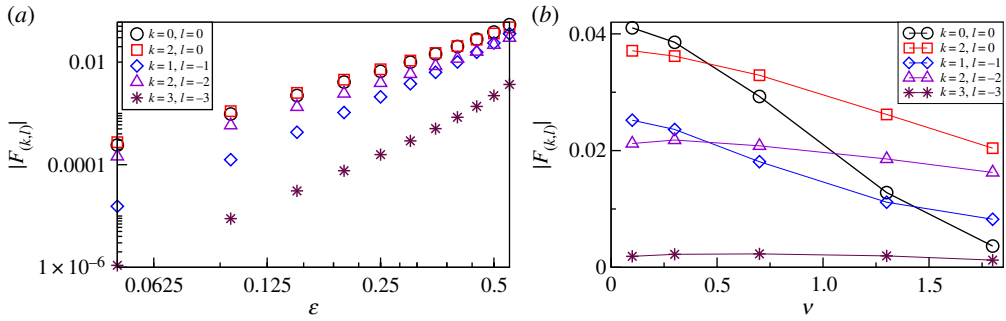 (a)
k=0, l=0
k=2, l=0
k=1, l=−1
k=2, l=−2
k=3, l=−3
|F(k,l)|
0.01
0.0001
1 × 10−6
0.0625
0.125
0.25
0.5
ε
(b)
k=0, l=0
k=2, l=0
k=1, l=−1
k=2, l=−2
k=3, l=−3
|F(k,l)|
0.04
0.02
0
0
0.5
1.0
1.5
ν